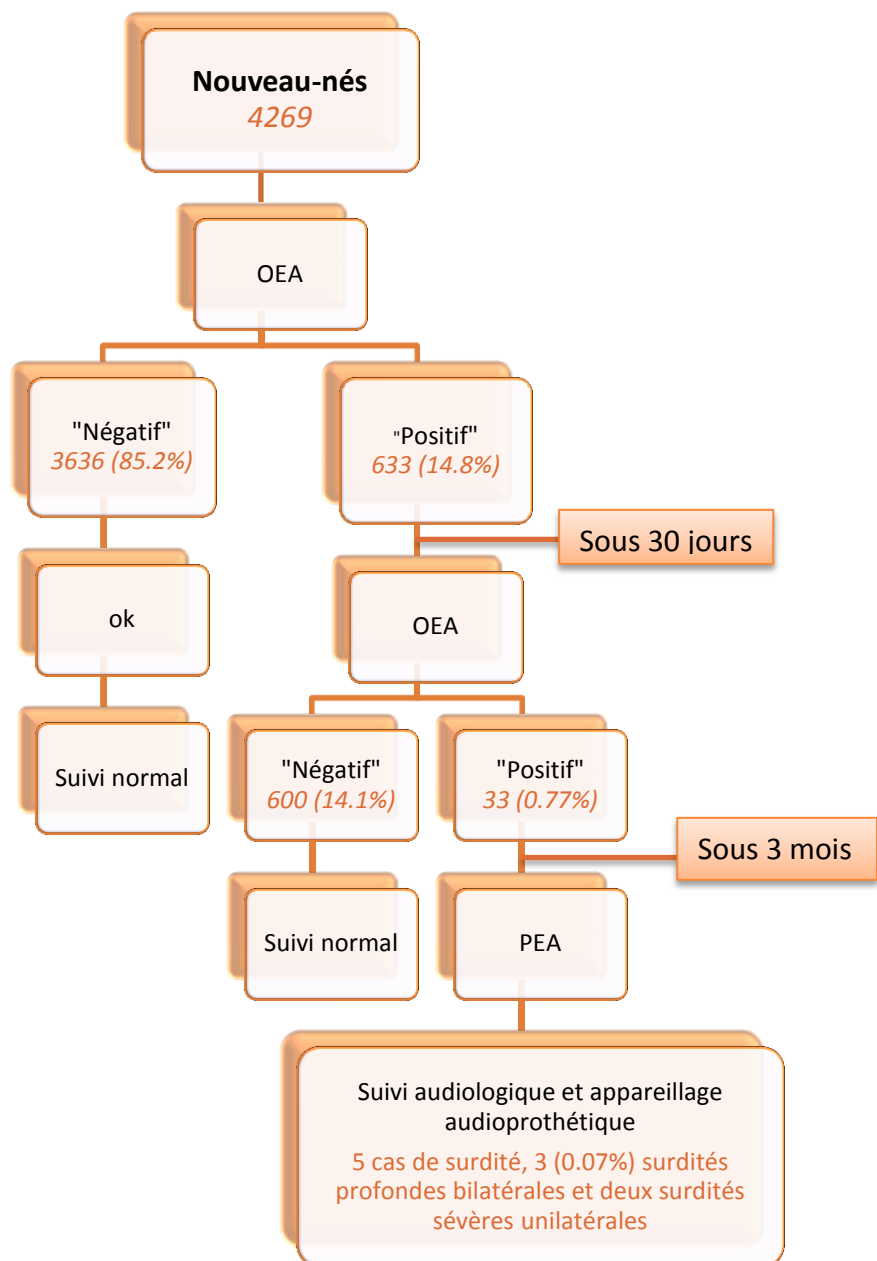 Nouveau-nés
4269
OEA
"Négatif"
3636 (85.2%)
"Positif"
633 (14.8%)
Sous 30 jours
ok
OEA
Suivi normal
"Négatif"
600 (14.1%)
"Positif"
33 (0.77%)
Sous 3 mois
Suivi normal
PEA
Suivi audiologique et appareillage
audioprothétique
5 cas de surdité, 3 (0.07%) surdités
profondes bilatérales et deux surdités
sévères unilatérales